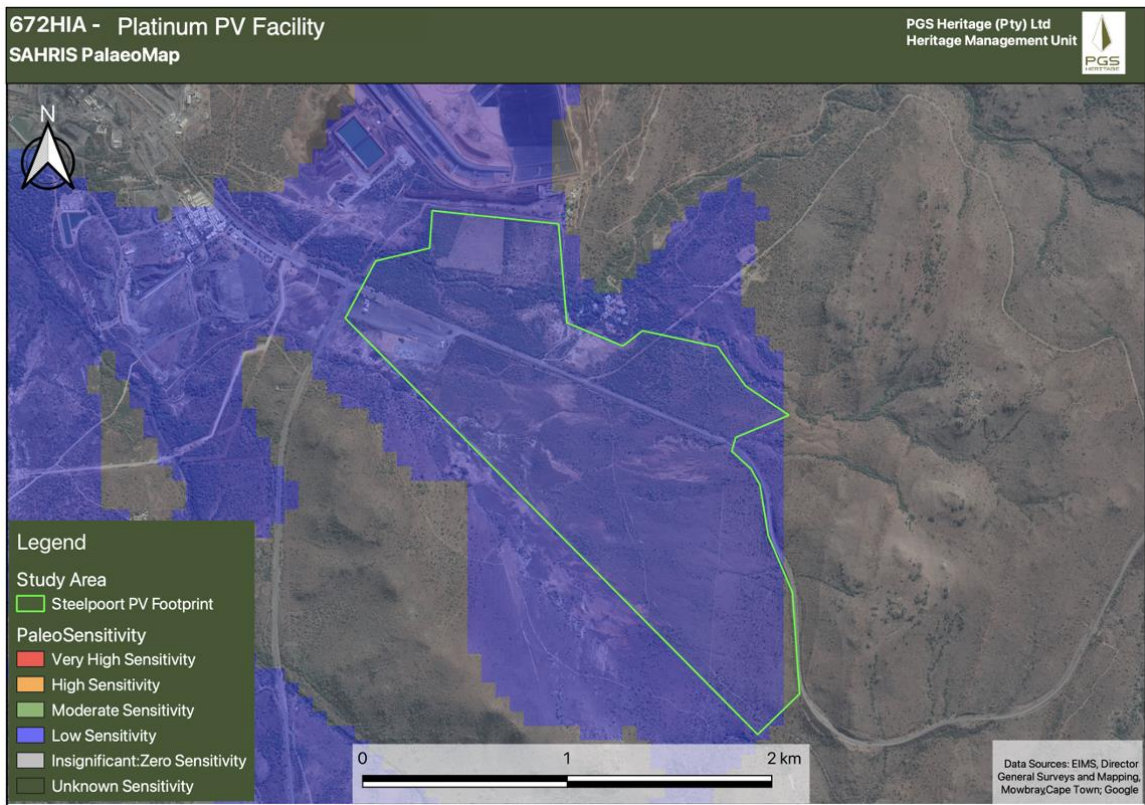 672HIA - Platinum PV Facility
SAHRIS PalaeoMap
PGS Heritage (Pty) Ltd
Heritage Management Unit
PGS
HERITAGE
N
Legend
Study Area
Steelpoort PV Footprint
PaleoSensitivity
Very High Sensitivity
High Sensitivity
Moderate Sensitivity
Low Sensitivity
Insignificant:Zero Sensitivity
Unknown Sensitivity
0 1 2 km
Data Sources: EIMS, Director
General Surveys and Mapping,
Mowbray,Cape Town; Google